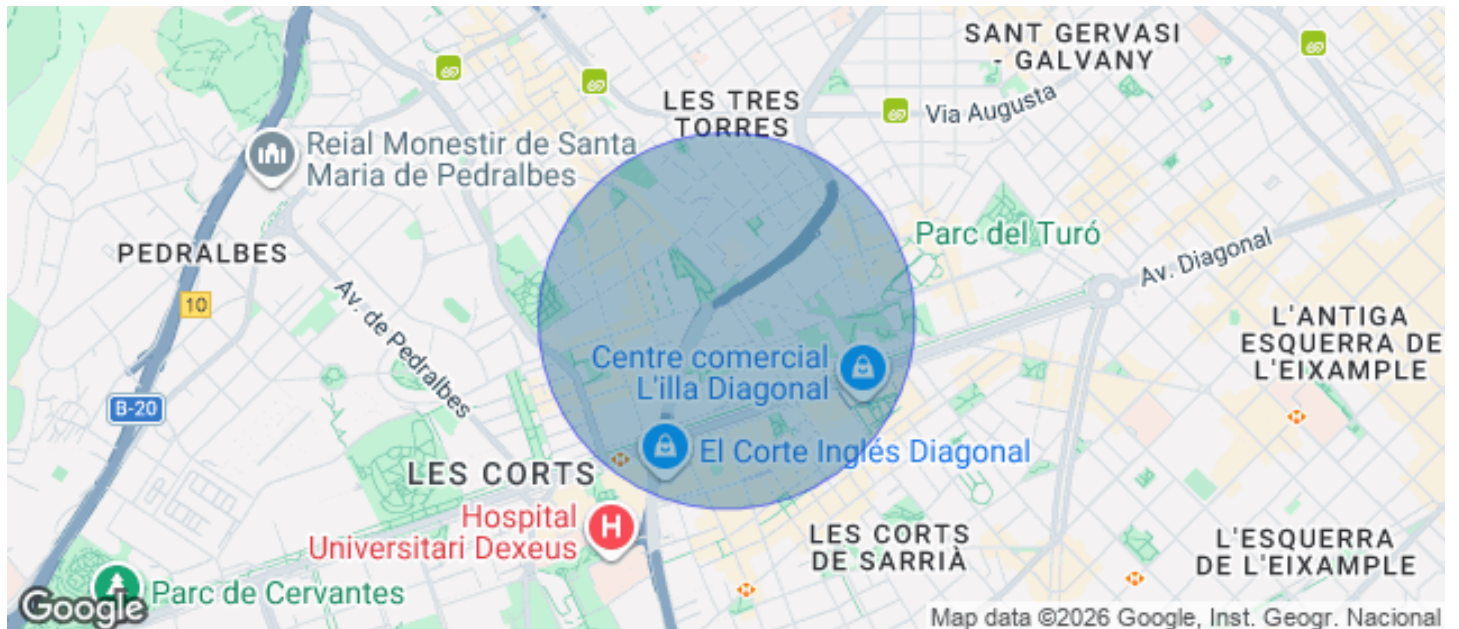 SANT GERVASI
- GALVANY
LES TRES
TORRES
Via Augusta
Reial Monestir de Santa
Maria de Pedralbes
Parc del Turó
PEDRALBES
Av. Diagonal
10
Av. de Pedralbes
L'ANTIGA
ESQUERRA DE
L'EIXAMPLE
Centre comercial
L'illa Diagonal
B-20
El Corte Inglés Diagonal
LES CORTS
Hospital
Universitari Dexeus
H
LES CORTS
DE SARRIÀ
L'ESQUERRA
DE L'EIXAMPLE
Parc de Cervantes
Google
Map data ©2026 Google, Inst. Geogr. Nacional